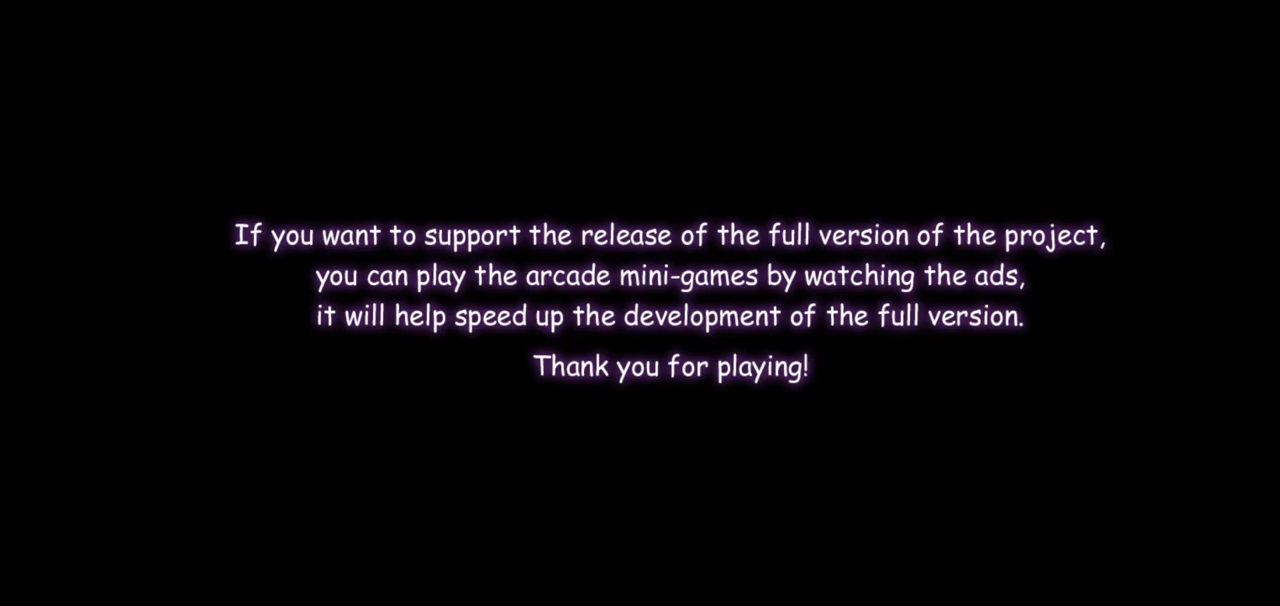 If you want to support the release of the full version of the project,
you can play the arcade mini-games by watching the ads,
it will help speed up the development of the full version.
Thank you for playing!